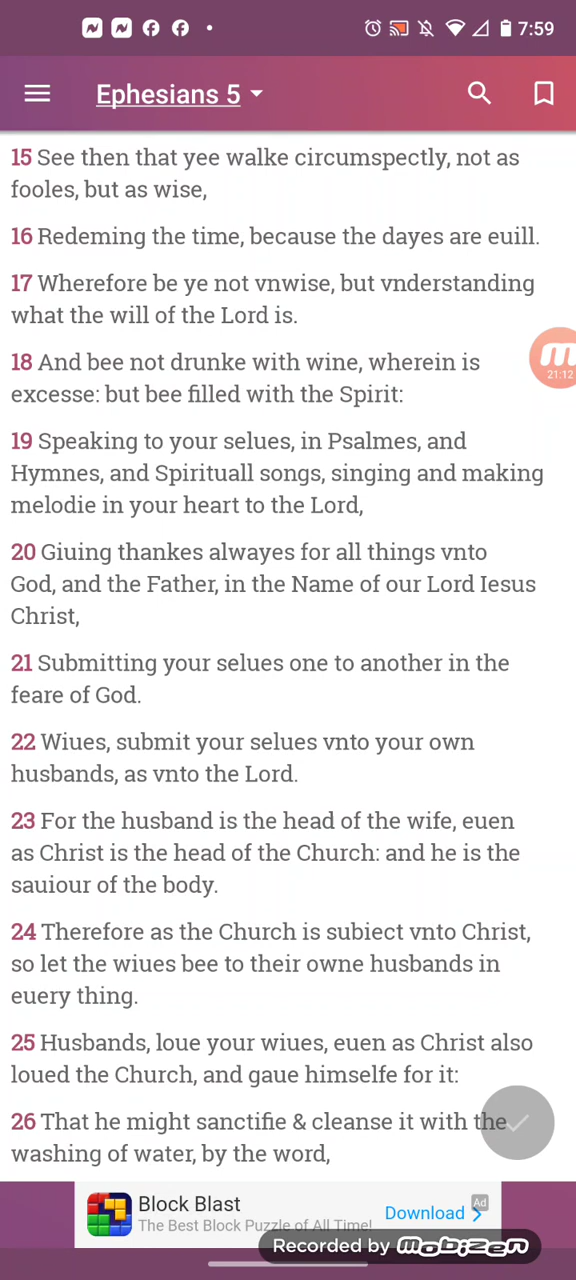 7:59
Ephesians 5
15 See then that yee walke circumspectly, not as
fooles, but as wise,
16 Redeming the time, because the dayes are euill.
17 Wherefore be ye not vnwise, but vnderstanding
what the will of the Lord is.
18 And bee not drunke with wine, wherein is
excesse: but bee filled with the Spirit:
21:12
19 Speaking to your selues, in Psalmes, and
Hymnes, and Spirituall songs, singing and making
melodie in your heart to the Lord,
20 Giuing thankes alwayes for all things vnto
God, and the Father, in the Name of our Lord Iesus
Christ,
21 Submitting your selues one to another in the
feare of God.
22 Wiues, submit your selues vnto your own
husbands, as vnto the Lord.
23 For the husband is the head of the wife, euen
as Christ is the head of the Church: and he is the
sauiour of the body.
24 Therefore as the Church is subiect vnto Christ,
so let the wiues bee to their owne husbands in
euery thing.
25 Husbands, loue your wiues, euen as Christ also
loued the Church, and gaue himselfe for it:
26 That he might sanctifie & cleanse it with the
washing of water, by the word,
Block Blast
Ad
The Best Block Puzzle of All Time!
Download
Recorded by mobizen